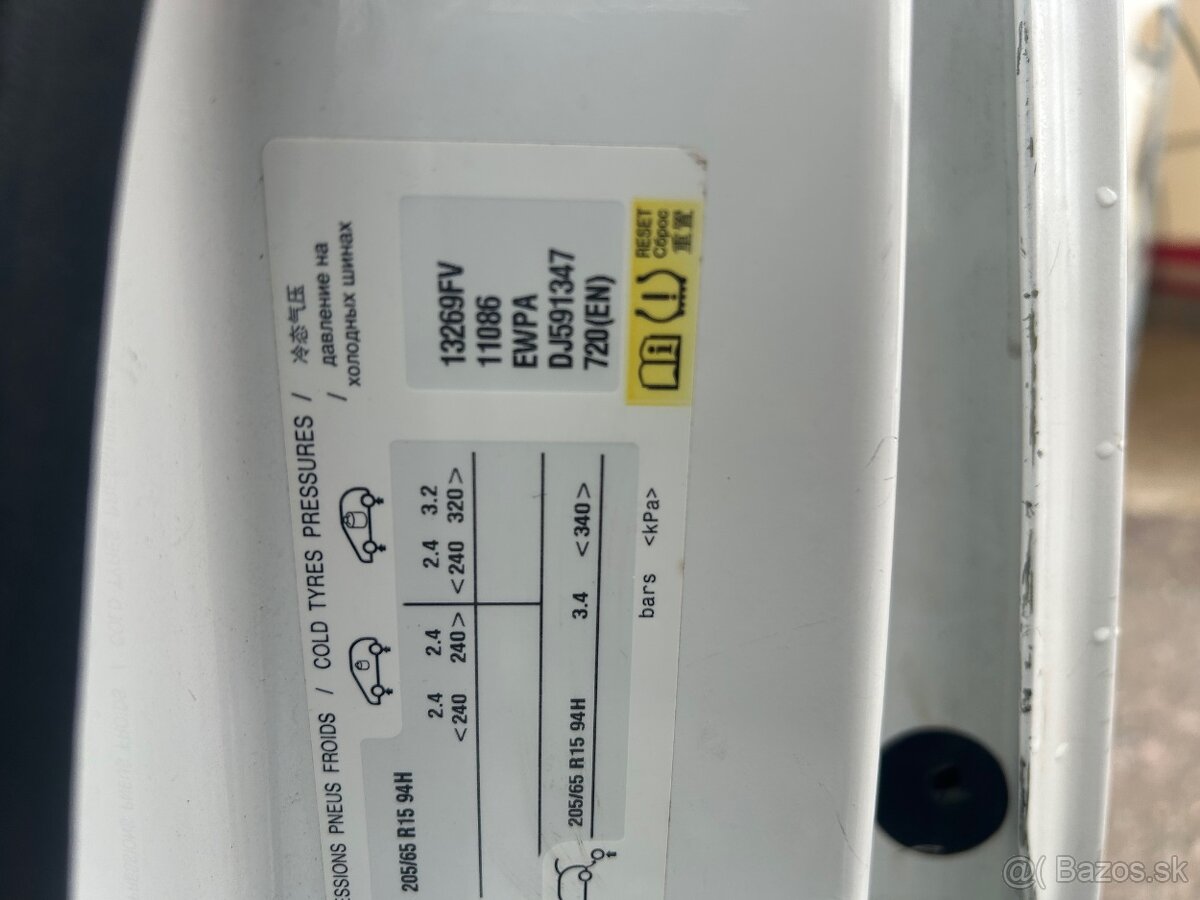 PNEUS FROIDS / COLD TYRES PRESSURES / 冷态气压
/ давление на
холодных шинах
205/65 R15 94H
2.4 2.4 2.4 3.2
<240 240> <240 320>
205/65 R15 94H 3.4 <340>
bars <kPa>
13269FV
11086
EWPA
DJ591347
720(EN)
RESET
Сброс
重置
@( Bazos.sk